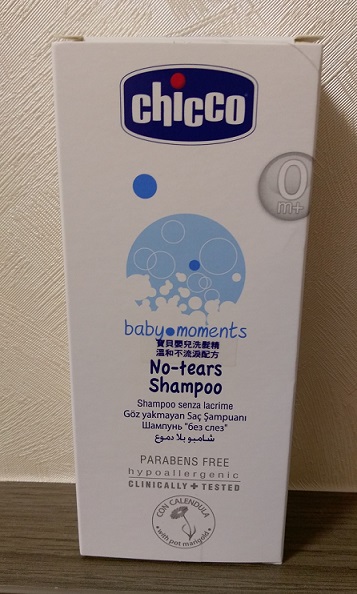 chicco
0
m+
baby•moments
寶貝嬰兒洗髮精
溫和不流淚配方
No-tears
Shampoo
Shampoo senza lacrime
Göz yakmayan Saç Şampuanı
Шампунь "без слез"
شامبو بلا دموع
PARABENS FREE
hypoallergenic
CLINICALLY + TESTED
CON CALENDULA
with pot marigold